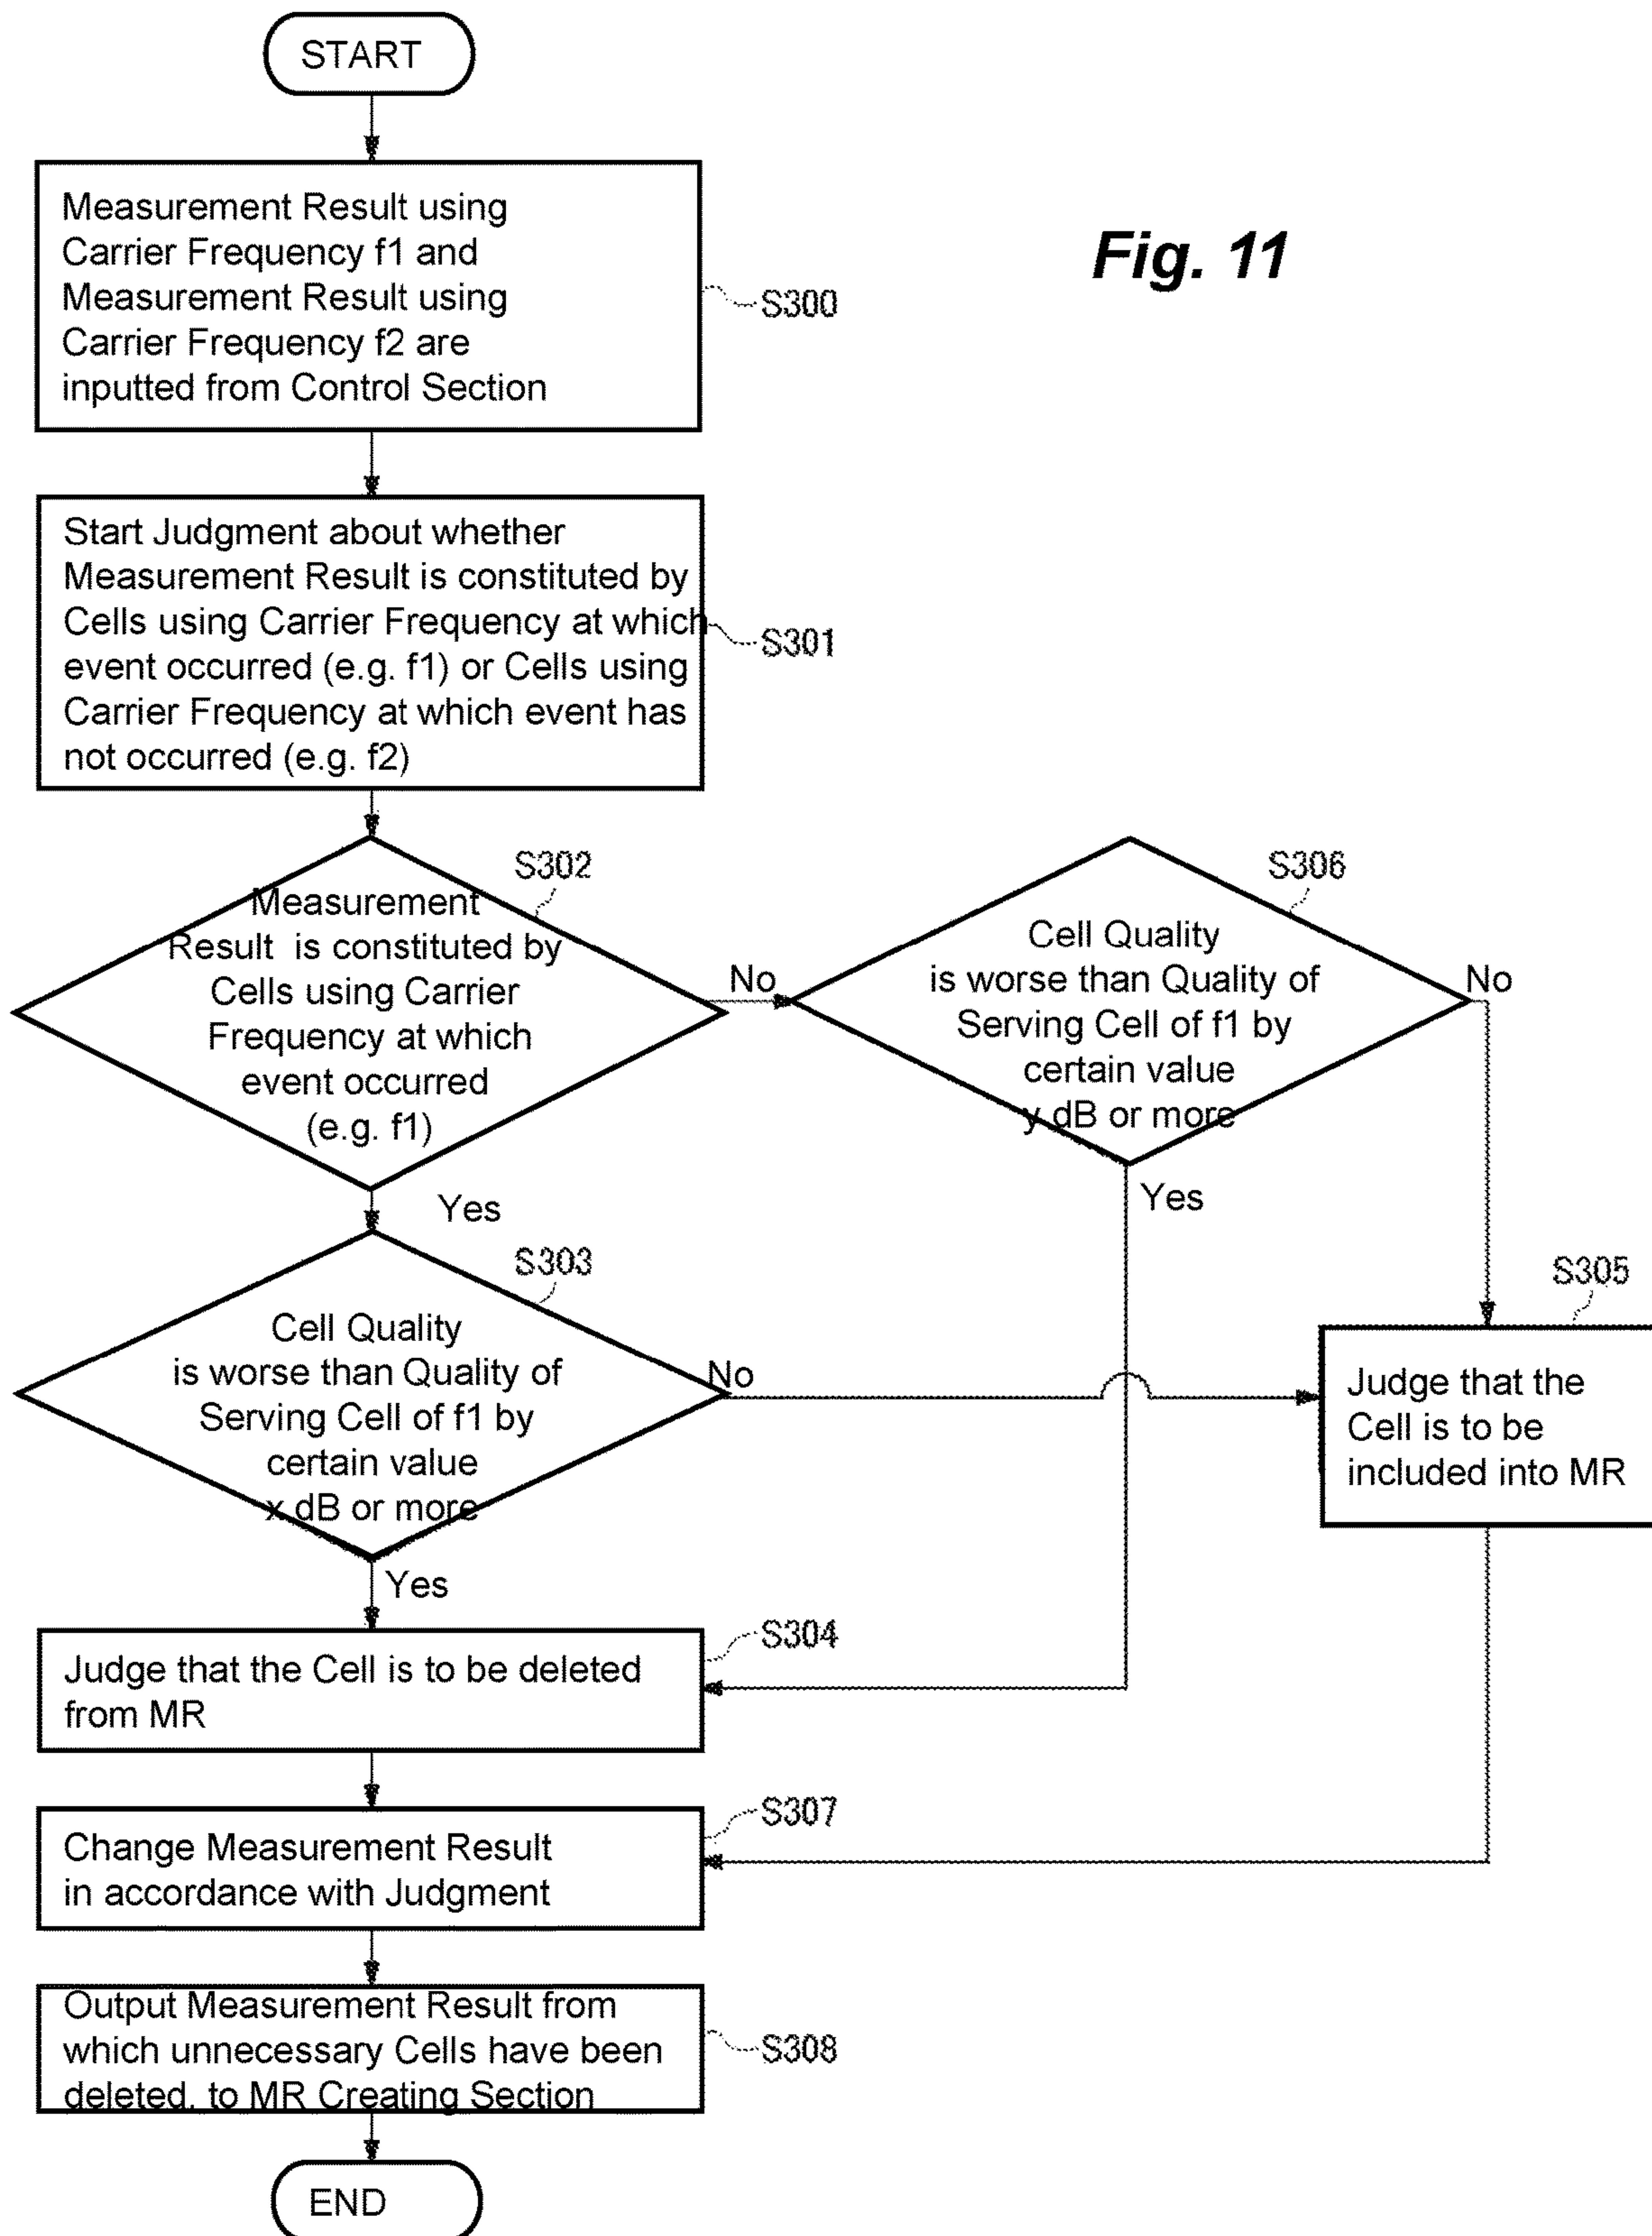 START
Fig. 11
Measurement Result using
Carrier Frequency f1 and
Measurement Result using
Carrier Frequency f2 are
inputted from Control Section
S300
Start Judgment about whether
Measurement Result is constituted by
Cells using Carrier Frequency at which
event occurred (e.g. f1) or Cells using
Carrier Frequency at which event has
not occurred (e.g. f2)
S301
S302
Measurement
Result is constituted by
Cells using Carrier
Frequency at which
event occurred
(e.g. f1)
No
Yes
S306
Cell Quality
is worse than Quality of
Serving Cell of f1 by
certain value
y dB or more
No
Yes
S303
Cell Quality
is worse than Quality of
Serving Cell of f1 by
certain value
x dB or more
No
Yes
S305
Judge that the
Cell is to be
included into MR
S304
Judge that the Cell is to be deleted
from MR
S307
Change Measurement Result
in accordance with Judgment
Output Measurement Result from
which unnecessary Cells have been
deleted, to MR Creating Section
S308
END